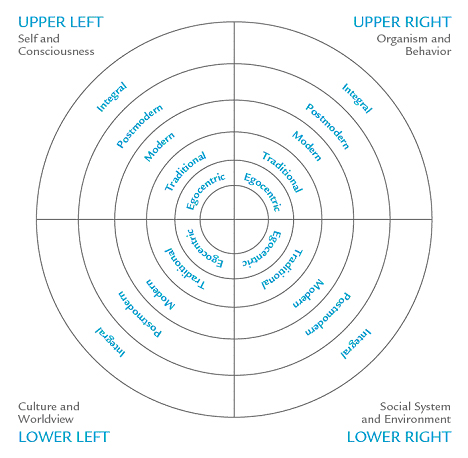 UPPER LEFT
Self and
Consciousness
UPPER RIGHT
Organism and
Behavior
Integral
Postmodern
Modern
Traditional
Egocentric
Integral
Postmodern
Modern
Traditional
Egocentric
Egocentric
Traditional
Modern
Postmodern
Integral
Egocentric
Traditional
Modern
Postmodern
Integral
Culture and
Worldview
LOWER LEFT
Social System
and Environment
LOWER RIGHT